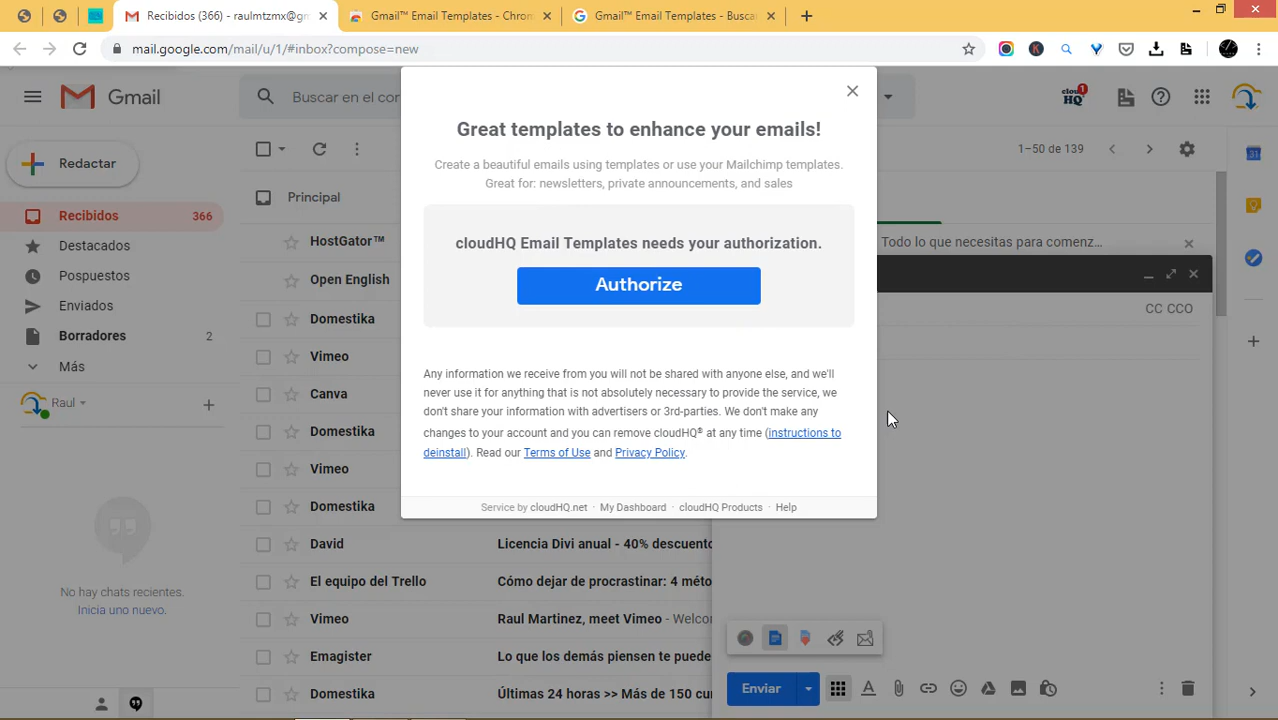 Recibidos (366) - raulmtzmx@gm
Gmail™ Email Templates - Chron
Gmail™ Email Templates - Buscar
mail.google.com/mail/u/1/#inbox?compose=new
Gmail
Buscar en el cor
cloud HQ 1
Redactar
1–50 de 139
Recibidos 366
Principal
Destacados
HostGator™
Todo lo que necesitas para comenz...
Pospuestos
Open English
Enviados
Domestika
CC CCO
Borradores 2
Vimeo
Más
Canva
Raul
Domestika
Vimeo
Domestika
David
Licencia Divi anual - 40% descuento
El equipo del Trello
Cómo dejar de procrastinar: 4 méto
No hay chats recientes.
Inicia uno nuevo.
Vimeo
Raul Martinez, meet Vimeo - Welcom
Emagister
Lo que los demás piensen te puede
Domestika
Últimas 24 horas >> Más de 150 cur
Enviar
Great templates to enhance your emails!
Create a beautiful emails using templates or use your Mailchimp templates.
Great for: newsletters, private announcements, and sales
cloudHQ Email Templates needs your authorization.
Authorize
Any information we receive from you will not be shared with anyone else, and we'll
never use it for anything that is not absolutely necessary to provide the service, we
don't share your information with advertisers or 3rd-parties. We don't make any
changes to your account and you can remove cloudHQ® at any time (instructions to
deinstall). Read our Terms of Use and Privacy Policy.
Service by cloudHQ.net · My Dashboard · cloudHQ Products · Help